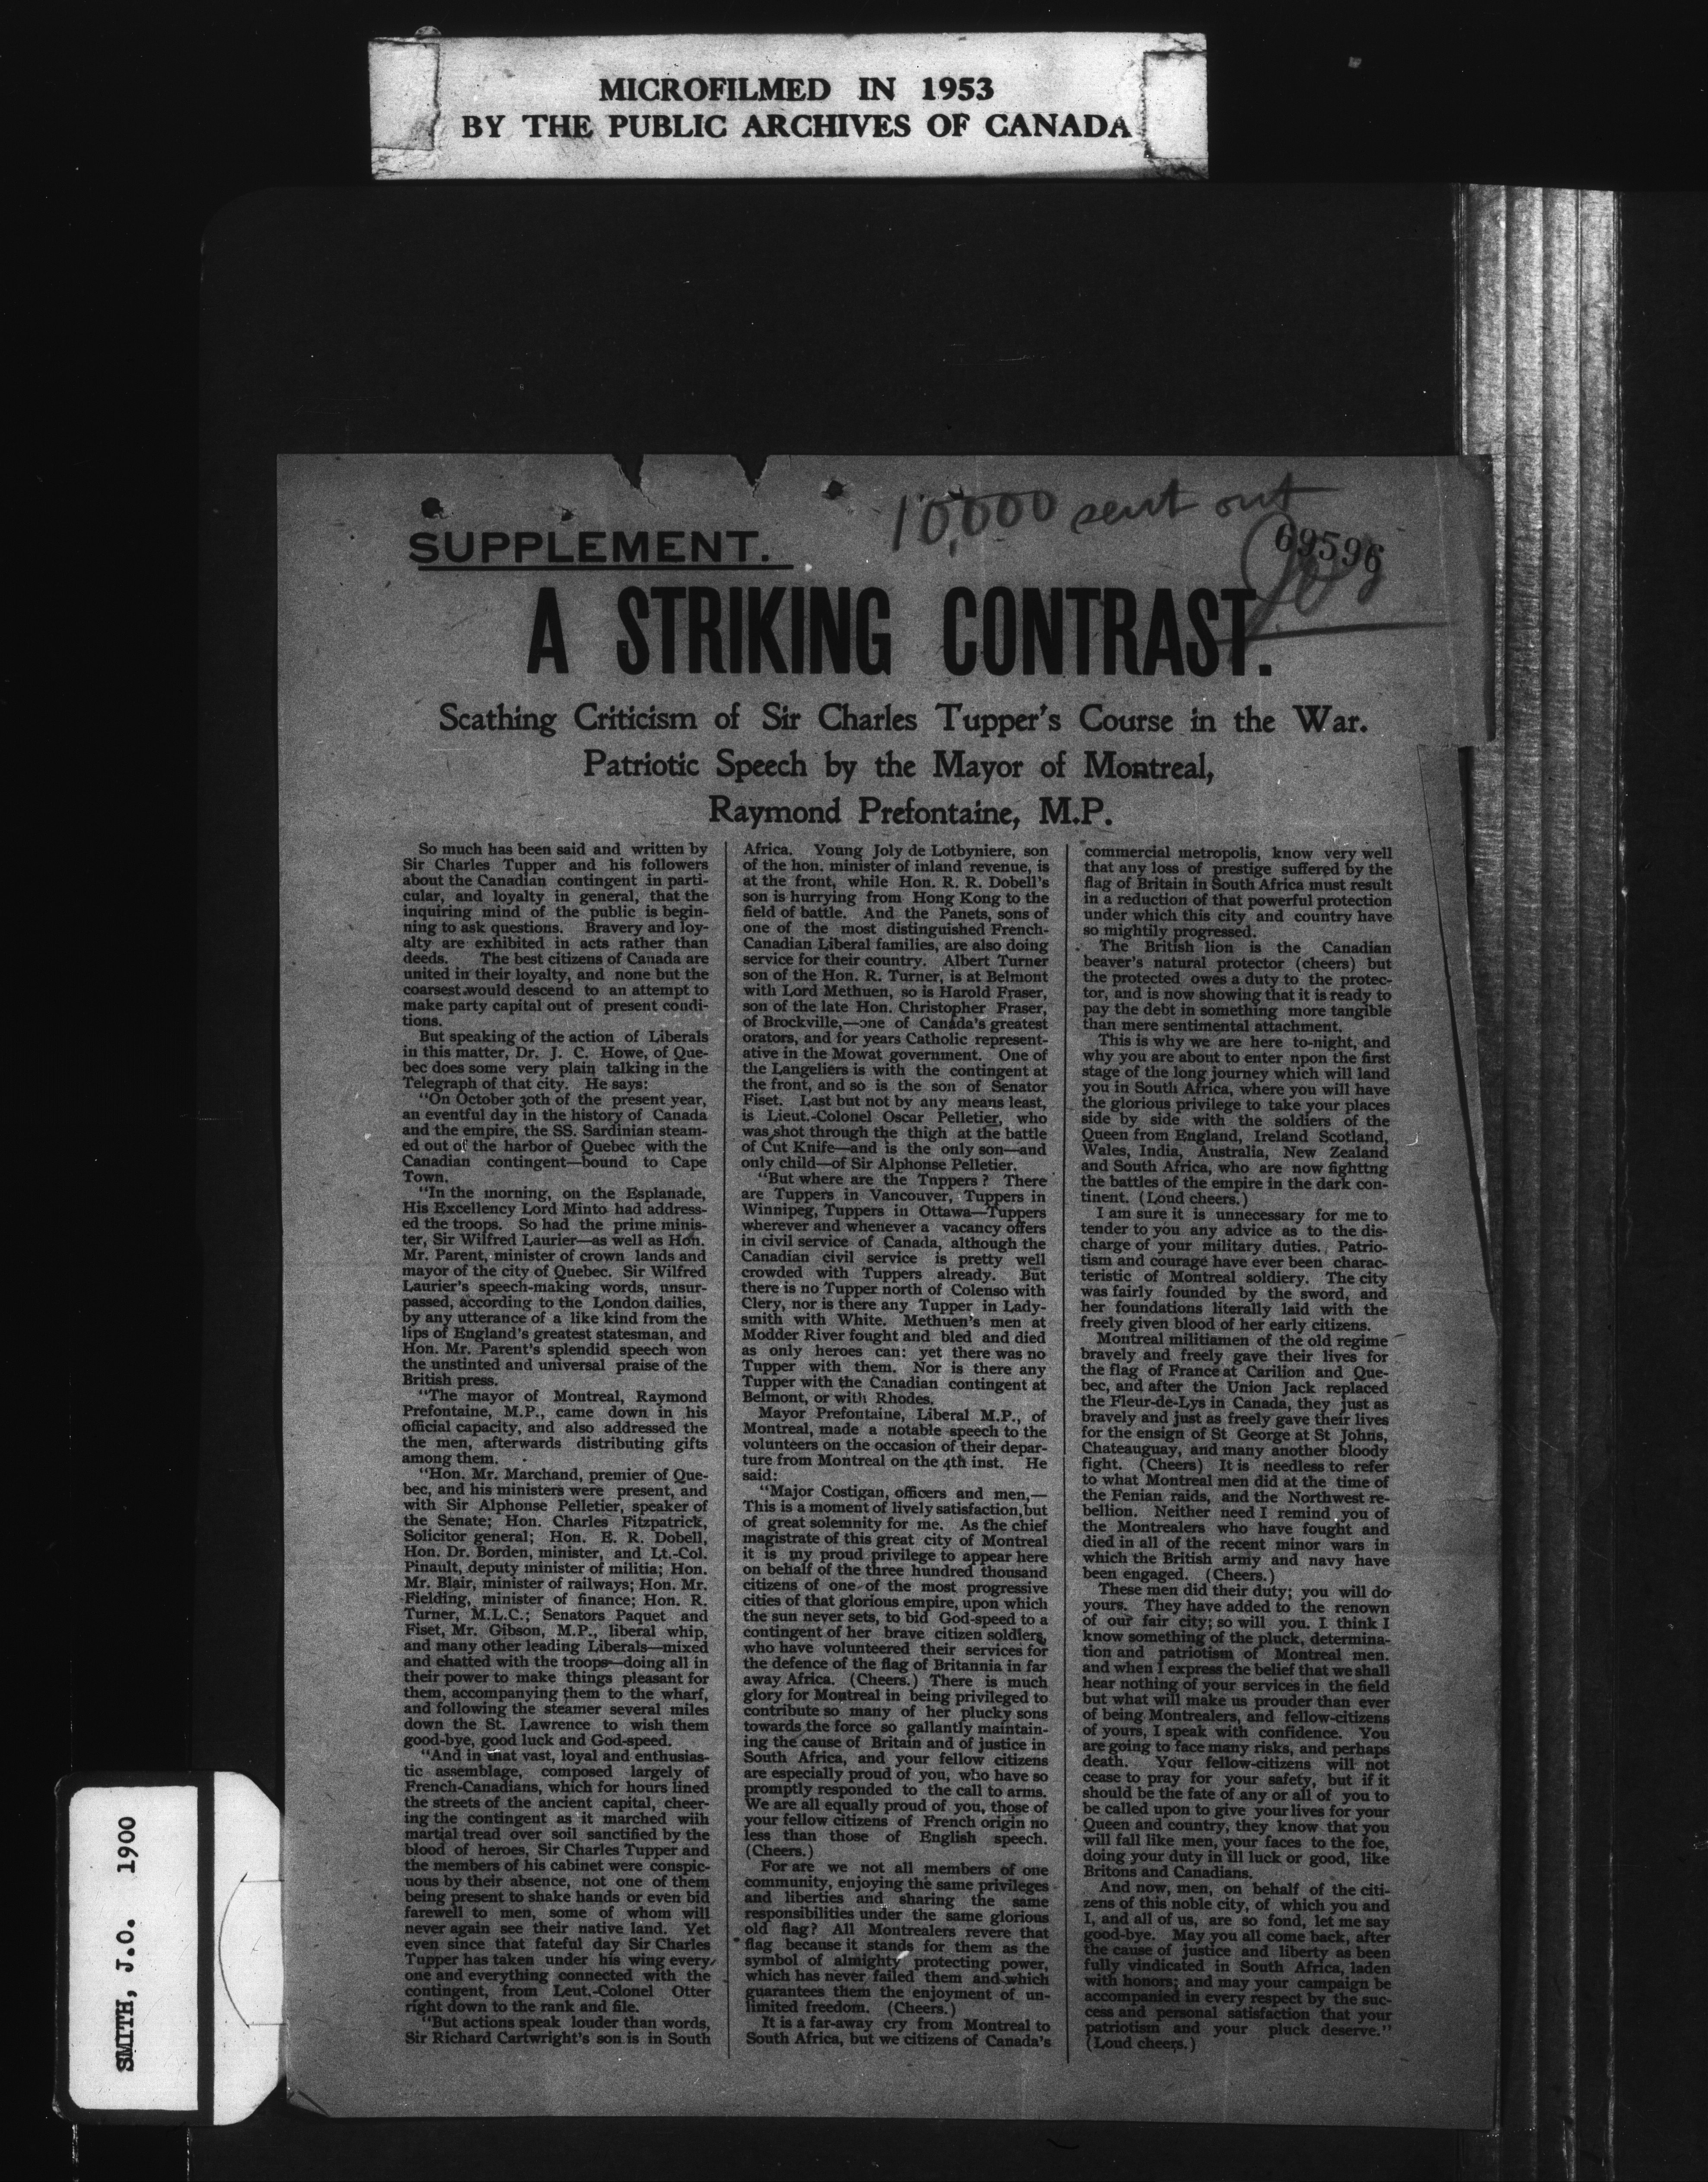 MICROFILMED IN 1953
BY THE PUBLIC ARCHIVES OF CANADA
10,000 sent out
69596
SUPPLEMENT.
A STRIKING CONTRAST.
Scathing Criticism of Sir Charles Tupper's Course in the War.
Patriotic Speech by the Mayor of Montreal,
Raymond Prefontaine, M.P.
So much has been said and written by
Sir Charles Tupper and his followers
about the Canadian contingent in parti-
cular, and loyalty in general, that the
inquiring mind of the public is begin-
ning to ask questions. Bravery and loy-
alty are exhibited in acts rather than
deeds. The best citizens of Canada are
united in their loyalty, and none but the
coarsest would descend to an attempt to
make party capital out of present condi-
tions.
But speaking of the action of Liberals
in this matter, Dr. J. C. Howe, of Que-
bec does some very plain talking in the
Telegraph of that city. He says:
"On October 30th of the present year,
an eventful day in the history of Canada
and the empire, the SS. Sardinian steam-
ed out of the harbor of Quebec with the
Canadian contingent—bound to Cape
Town.
"In the morning, on the Esplanade,
His Excellency Lord Minto had address-
ed the troops. So had the prime minis-
ter, Sir Wilfred Laurier—as well as Hon.
Mr. Parent, minister of crown lands and
mayor of the city of Quebec. Sir Wilfred
Laurier's speech-making words, unsur-
passed, according to the London dailies,
by any utterance of a like kind from the
lips of England's greatest statesman, and
Hon. Mr. Parent's splendid speech won
the unstinted and universal praise of the
British press.
"The mayor of Montreal, Raymond
Prefontaine, M.P., came down in his
official capacity, and also addressed the
the men, afterwards distributing gifts
among them.
"Hon. Mr. Marchand, premier of Que-
bec, and his ministers were present, and
with Sir Alphonse Pelletier, speaker of
the Senate; Hon. Charles Fitzpatrick,
Solicitor general; Hon. E. R. Dobell,
Hon. Dr. Borden, minister, and Lt.-Col.
Pinault, deputy minister of militia; Hon.
Mr. Blair, minister of railways; Hon. Mr.
Fielding, minister of finance; Hon. R.
Turner, M.L.C.; Senators Paquet and
Fiset, Mr. Gibson, M.P., liberal whip,
and many other leading Liberals—mixed
and chatted with the troops—doing all in
their power to make things pleasant for
them, accompanying them to the wharf,
and following the steamer several miles
down the St. Lawrence to wish them
good-bye, good luck and God-speed.
"And in that vast, loyal and enthusias-
tic assemblage, composed largely of
French-Canadians, which for hours lined
the streets of the ancient capital, cheer-
ing the contingent as it marched wiih
martial tread over soil sanctified by the
blood of heroes, Sir Charles Tupper and
the members of his cabinet were conspic-
uous by their absence, not one of them
being present to shake hands or even bid
farewell to men, some of whom will
never again see their native land. Yet
even since that fateful day Sir Charles
Tupper has taken under his wing every
one and everything connected with the
contingent, from Leut.-Colonel Otter
right down to the rank and file.
"But actions speak louder than words,
Sir Richard Cartwright's son is in South
Africa. Young Joly de Lotbyniere, son
of the hon. minister of inland revenue, is
at the front, while Hon. R. R. Dobell's
son is hurrying from Hong Kong to the
field of battle. And the Panets, sons of
one of the most distinguished French-
Canadian Liberal families, are also doing
service for their country. Albert Turner
son of the Hon. R. Turner, is at Belmont
with Lord Methuen, so is Harold Fraser,
son of the late Hon. Christopher Fraser,
of Brockville,—one of Canada's greatest
orators, and for years Catholic represent-
ative in the Mowat government. One of
the Langeliers is with the contingent at
the front, and so is the son of Senator
Fiset. Last but not by any means least,
is Lieut.-Colonel Oscar Pelletier, who
was shot through the thigh at the battle
of Cut Knife—and is the only son—and
only child—of Sir Alphonse Pelletier.
"But where are the Tuppers? There
are Tuppers in Vancouver, Tuppers in
Winnipeg, Tuppers in Ottawa—Tuppers
wherever and whenever a vacancy offers
in civil service of Canada, although the
Canadian civil service is pretty well
crowded with Tuppers already. But
there is no Tupper north of Colenso with
Clery, nor is there any Tupper in Lady-
smith with White. Methuen's men at
Modder River fought and bled and died
as only heroes can: yet there was no
Tupper with them. Nor is there any
Tupper with the Canadian contingent at
Belmont, or with Rhodes.
Mayor Prefontaine, Liberal M.P., of
Montreal, made a notable speech to the
volunteers on the occasion of their depar-
ture from Montreal on the 4th inst. He
said:
"Major Costigan, officers and men,—
This is a moment of lively satisfaction, but
of great solemnity for me. As the chief
magistrate of this great city of Montreal
it is my proud privilege to appear here
on behalf of the three hundred thousand
citizens of one of the most progressive
cities of that glorious empire, upon which
the sun never sets, to bid God-speed to a
contingent of her brave citizen soldiers,
who have volunteered their services for
the defence of the flag of Britannia in far
away Africa. (Cheers.) There is much
glory for Montreal in being privileged to
contribute so many of her plucky sons
towards the force so gallantly maintain-
ing the cause of Britain and of justice in
South Africa, and your fellow citizens
are especially proud of you, who have so
promptly responded to the call to arms.
We are all equally proud of you, those of
your fellow citizens of French origin no
less than those of English speech.
(Cheers.)
For are we not all members of one
community, enjoying the same privileges
and liberties and sharing the same
responsibilities under the same glorious
old flag? All Montrealers revere that
flag because it stands for them as the
symbol of almighty protecting power,
which has never failed them and which
guarantees them the enjoyment of un-
limited freedom. (Cheers.)
It is a far-away cry from Montreal to
South Africa, but we citizens of Canada's
commercial metropolis, know very well
that any loss of prestige suffered by the
flag of Britain in South Africa must result
in a reduction of that powerful protection
under which this city and country have
so mightily progressed.
The British lion is the Canadian
beaver's natural protector (cheers) but
the protected owes a duty to the protec-
tor, and is now showing that it is ready to
pay the debt in something more tangible
than mere sentimental attachment.
This is why we are here to-night, and
why you are about to enter npon the first
stage of the long journey which will land
you in South Africa, where you will have
the glorious privilege to take your places
side by side with the soldiers of the
Queen from England, Ireland Scotland,
Wales, India, Australia, New Zealand
and South Africa, who are now fighttng
the battles of the empire in the dark con-
tinent. (Loud cheers.)
I am sure it is unnecessary for me to
tender to you any advice as to the dis-
charge of your military duties. Patrio-
tism and courage have ever been charac-
teristic of Montreal soldiery. The city
was fairly founded by the sword, and
her foundations literally laid with the
freely given blood of her early citizens.
Montreal militiamen of the old regime
bravely and freely gave their lives for
the flag of France at Carilion and Que-
bec, and after the Union Jack replaced
the Fleur-de-Lys in Canada, they just as
bravely and just as freely gave their lives
for the ensign of St George at St Johns,
Chateauguay, and many another bloody
fight. (Cheers) It is needless to refer
to what Montreal men did at the time of
the Fenian raids, and the Northwest re-
bellion. Neither need I remind you of
the Montrealers who have fought and
died in all of the recent minor wars in
which the British army and navy have
been engaged. (Cheers.)
These men did their duty; you will do
yours. They have added to the renown
of our fair city; so will you. I think I
know something of the pluck, determina-
tion and patriotism of Montreal men.
and when I express the belief that we shall
hear nothing of your services in the field
but what will make us prouder than ever
of being Montrealers, and fellow-citizens
of yours, I speak with confidence. You
are going to face many risks, and perhaps
death. Your fellow-citizens will not
cease to pray for your safety, but if it
should be the fate of any or all of you to
be called upon to give your lives for your
Queen and country, they know that you
will fall like men, your faces to the foe,
doing your duty in ill luck or good, like
Britons and Canadians.
And now, men, on behalf of the citi-
zens of this noble city, of which you and
I, and all of us, are so fond, let me say
good-bye. May you all come back, after
the cause of justice and liberty as been
fully vindicated in South Africa, laden
with honors; and may your campaign be
accompanied in every respect by the suc-
cess and personal satisfaction that your
patriotism and your pluck deserve."
(Loud cheers.)
SMITH, J.O. 1900